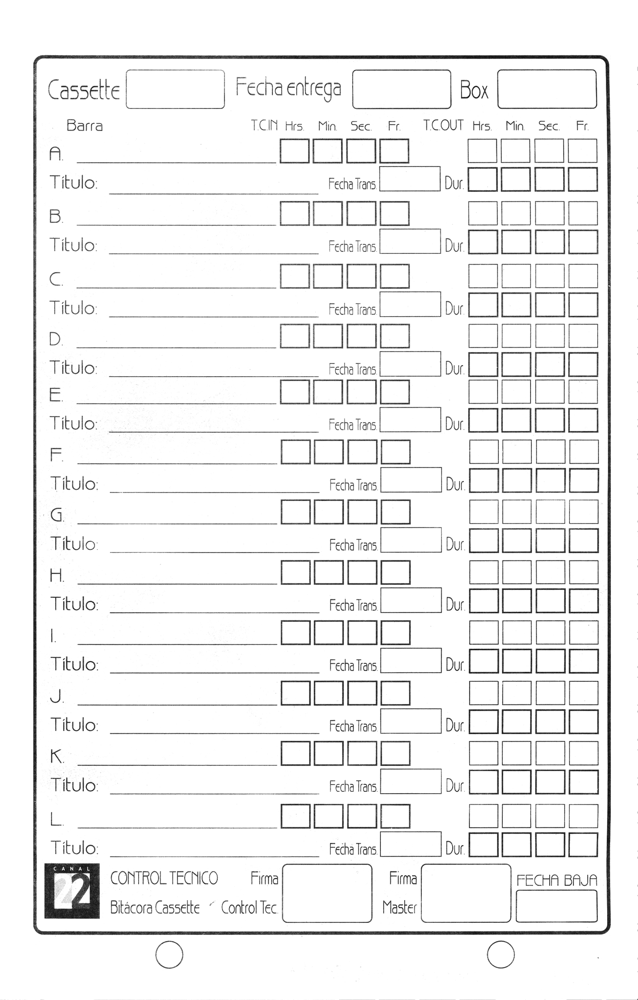 Cassette Fecha entrega Box
Barra T.C.IN Hrs. Min. Sec. Fr. T.C.OUT Hrs. Min. Sec. Fr.
A.
Título: Fecha Trans. Dur.
B.
Título: Fecha Trans. Dur.
C.
Título: Fecha Trans. Dur.
D.
Título: Fecha Trans. Dur.
E.
Título: Fecha Trans. Dur.
F.
Título: Fecha Trans. Dur.
G.
Título: Fecha Trans. Dur.
H.
Título: Fecha Trans. Dur.
I.
Título: Fecha Trans. Dur.
J.
Título: Fecha Trans. Dur.
K.
Título: Fecha Trans. Dur.
L.
Título: Fecha Trans. Dur.
CANAL
22
CONTROL TECNICO Firma Firma FECHA BAJA
Bitácora Cassette Control Tec. Master